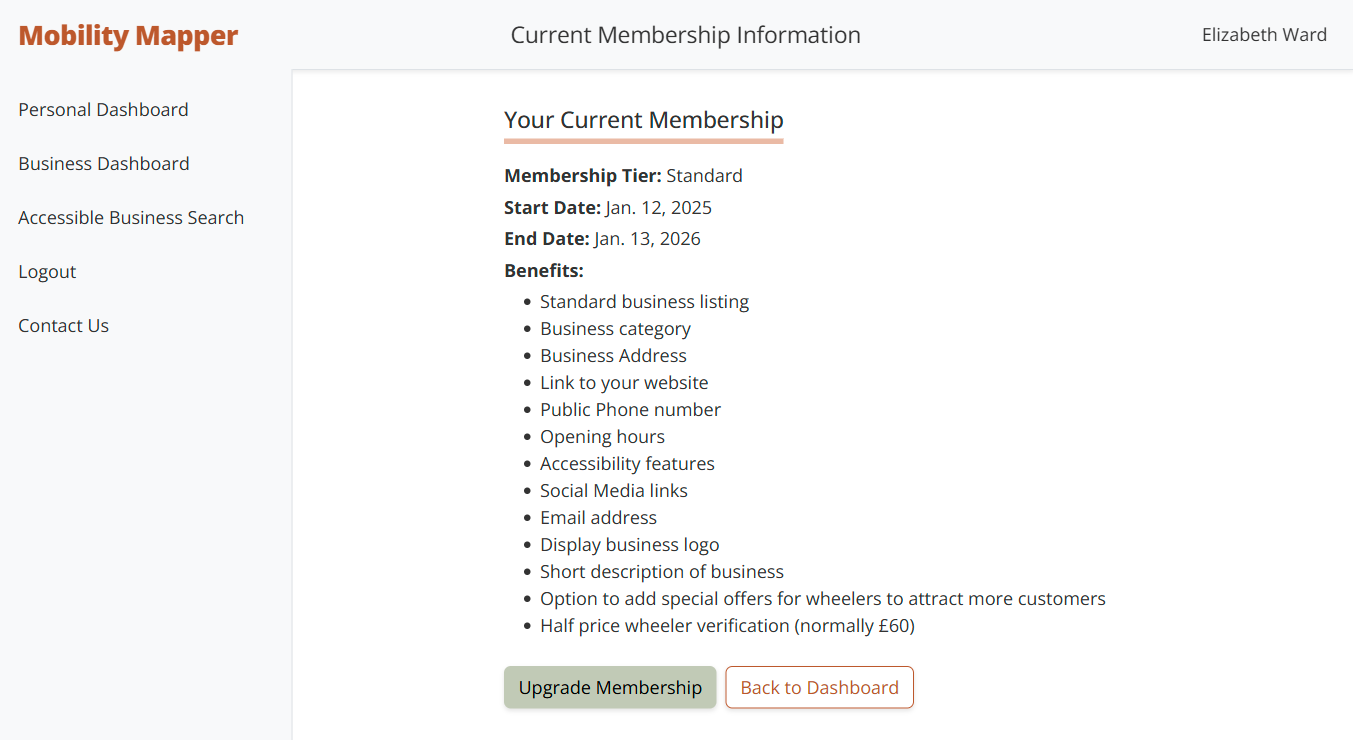 Mobility Mapper
Current Membership Information
Elizabeth Ward
Personal Dashboard
Business Dashboard
Accessible Business Search
Logout
Contact Us
Your Current Membership
Membership Tier: Standard
Start Date: Jan. 12, 2025
End Date: Jan. 13, 2026
Benefits:
Standard business listing
Business category
Business Address
Link to your website
Public Phone number
Opening hours
Accessibility features
Social Media links
Email address
Display business logo
Short description of business
Option to add special offers for wheelers to attract more customers
Half price wheeler verification (normally £60)
Upgrade Membership
Back to Dashboard